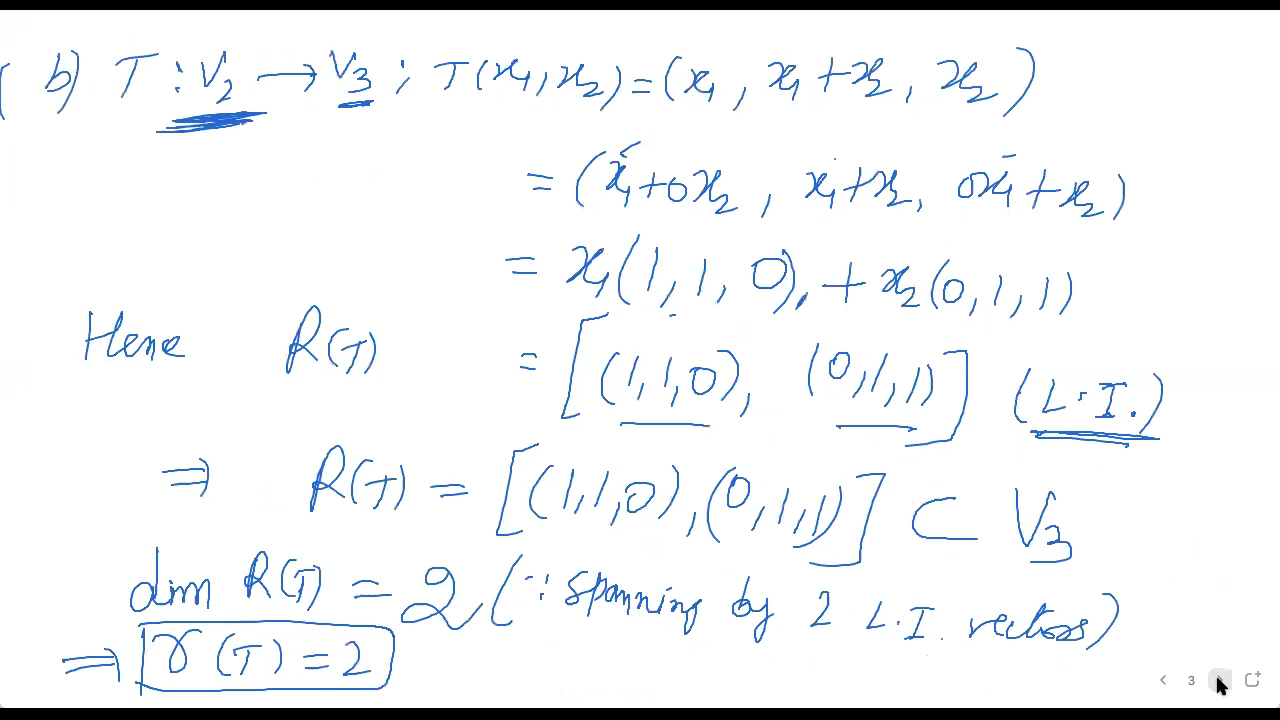 ( b) T : V₂ → V₃ ; T(x₁, x₂) = (x₁ , x₁ + x₂ , x₂)
= (x₁ + 0x₂ , x₁ + x₂, 0x₁ + x₂)
= x₁(1, 1, 0), + x₂(0, 1, 1)
Hence R(T) = [(1,1,0), (0,1,1)] (L.I.)
⇒ R(T) = [(1,1,0), (0,1,1)] ⊂ V₃
dim R(T) = 2 (∵ spanning by 2 L.I. vectors)
⇒ r(T) = 2
3